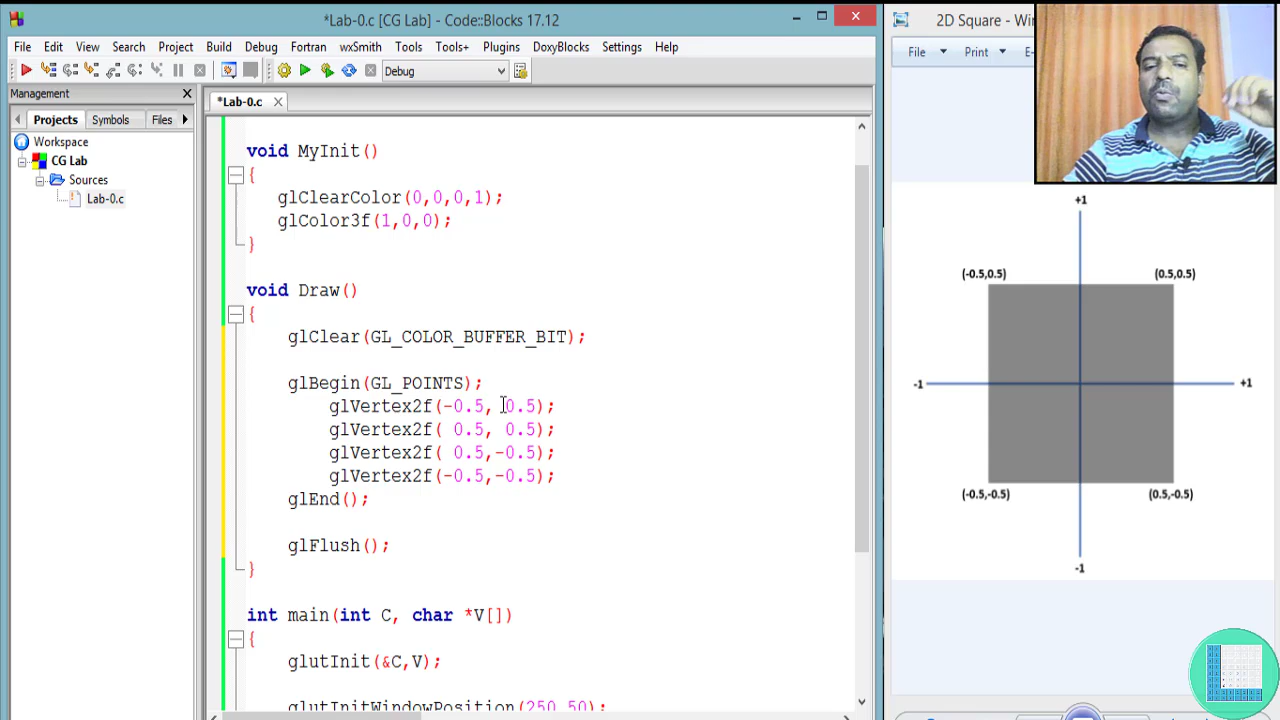 *Lab-0.c [CG Lab] - Code::Blocks 17.12
File Edit View Search Project Build Debug Fortran wxSmith Tools Tools+ Plugins DoxyBlocks Settings Help
Debug
Management
Projects Symbols Files
Workspace
CG Lab
Sources
Lab-0.c
*Lab-0.c
void MyInit()
{
glClearColor(0,0,0,1);
glColor3f(1,0,0);
}
void Draw()
{
glClear(GL_COLOR_BUFFER_BIT);
glBegin(GL_POINTS);
glVertex2f(-0.5, 0.5);
glVertex2f( 0.5, 0.5);
glVertex2f( 0.5,-0.5);
glVertex2f(-0.5,-0.5);
glEnd();
glFlush();
}
int main(int C, char *V[])
{
glutInit(&C,V);
glutInitWindowPosition(250,50);
2D Square - Wi
File Print E-
+1
(-0.5,0.5) (0.5,0.5)
-1 +1
(-0.5,-0.5) (0.5,-0.5)
-1